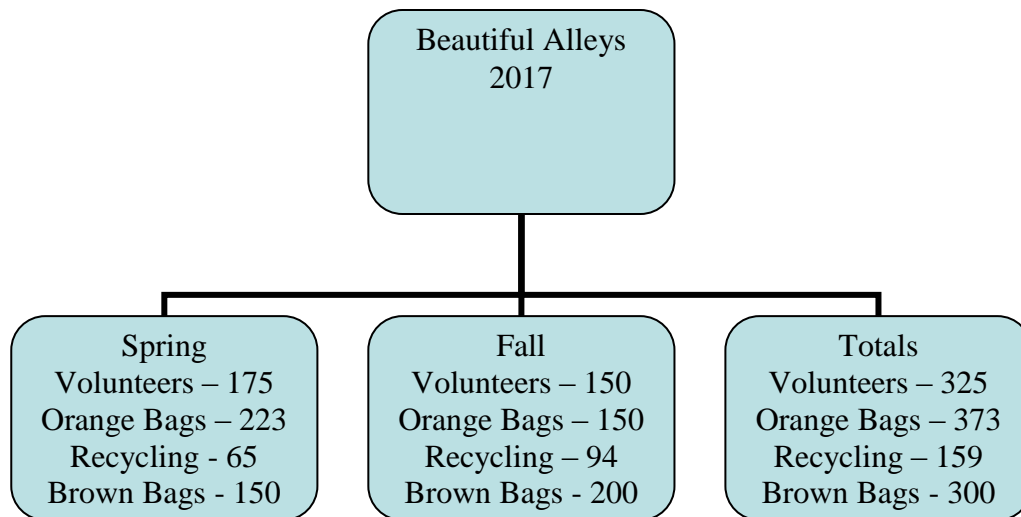 Beautiful Alleys
2017
Spring
Volunteers – 175
Orange Bags – 223
Recycling - 65
Brown Bags - 150
Fall
Volunteers – 150
Orange Bags – 150
Recycling – 94
Brown Bags - 200
Totals
Volunteers – 325
Orange Bags – 373
Recycling – 159
Brown Bags - 300